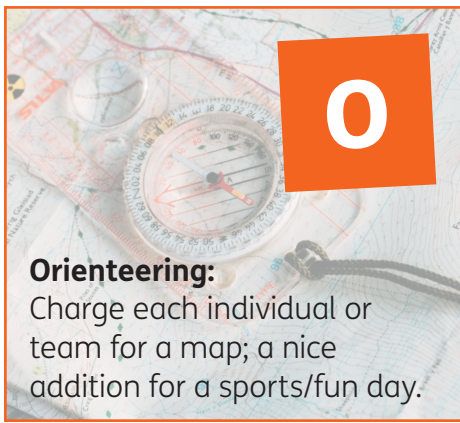 O
Orienteering:
Charge each individual or
team for a map; a nice
addition for a sports/fun day.